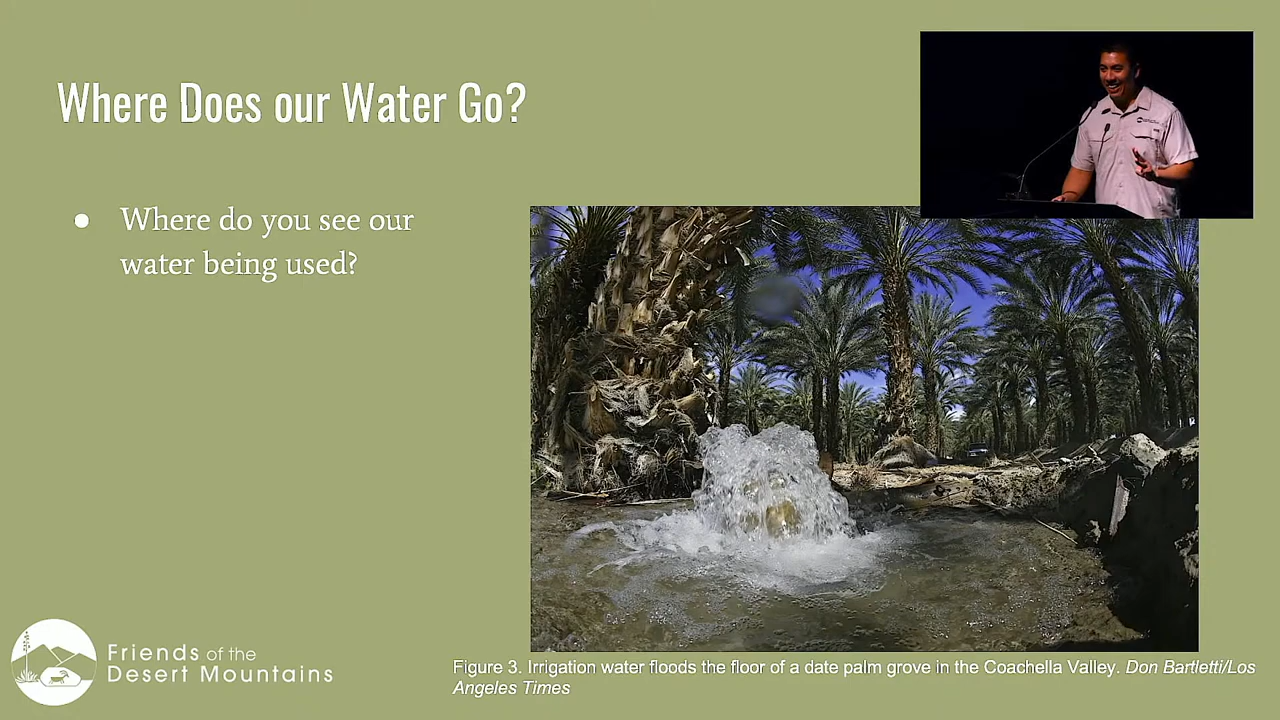 Where Does our Water Go?
● Where do you see our
water being used?
Friends of the
Desert Mountains
Figure 3. Irrigation water floods the floor of a date palm grove in the Coachella Valley. Don Bartletti/Los
Angeles Times